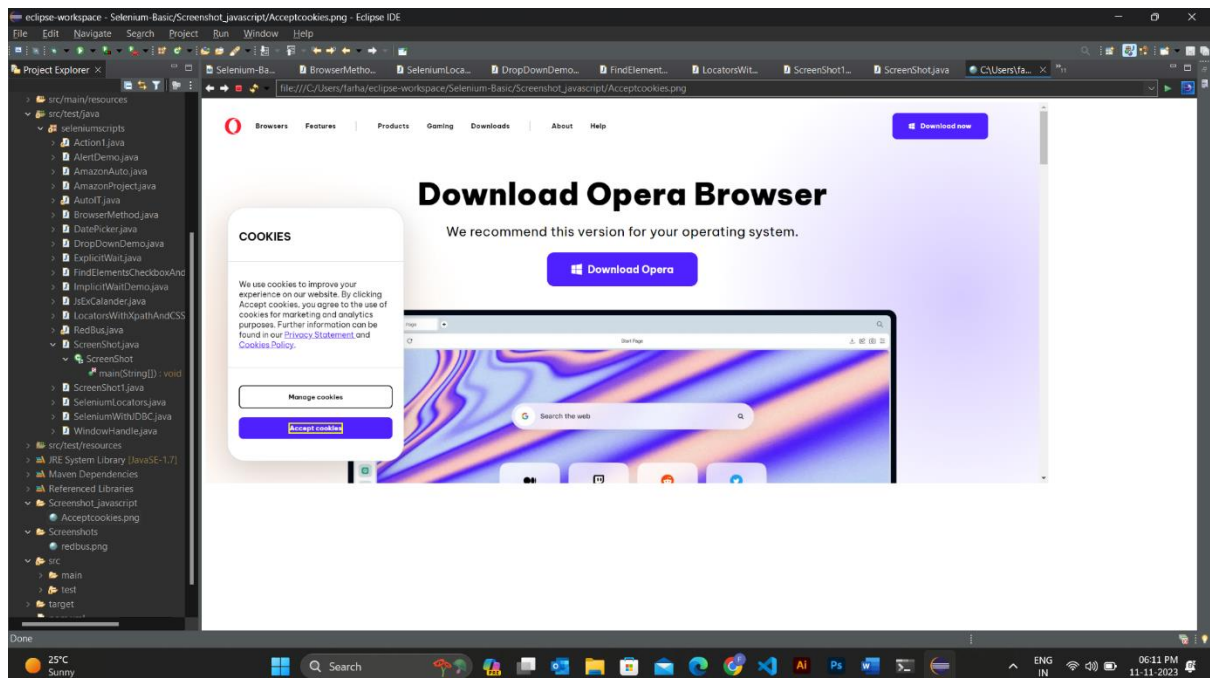 eclipse-workspace - Selenium-Basic/Screenshot_javascript/Acceptcookies.png - Eclipse IDE
File Edit Navigate Search Project Run Window Help
Project Explorer
Selenium-Ba... BrowserMetho... SeleniumLoca... DropDownDemo... FindElement... LocatorsWit... ScreenShot1... ScreenShot.java C:\Users\fa...
file:///C:/Users/farha/eclipse-workspace/Selenium-Basic/Screenshot_javascript/Acceptcookies.png
src/main/resources
src/test/java
seleniumscripts
Action1.java
AlertDemo.java
AmazonAuto.java
AmazonProject.java
AutoIT.java
BrowserMethod.java
DatePicker.java
DropDownDemo.java
ExplicitWait.java
FindElementsCheckboxAnd
ImplicitWaitDemo.java
JsExCalander.java
LocatorsWithXpathAndCSS
RedBus.java
ScreenShot.java
ScreenShot
main(String[]) : void
ScreenShot1.java
SeleniumLocators.java
SeleniumWithJDBC.java
WindowHandle.java
src/test/resources
JRE System Library [JavaSE-1.7]
Maven Dependencies
Referenced Libraries
Screenshot_javascript
Acceptcookies.png
Screenshots
redbus.png
src
main
test
target
Browsers Features Products Gaming Downloads About Help
Download now
Download Opera Browser
We recommend this version for your operating system.
Download Opera
COOKIES
We use cookies to improve your
experience on our website. By clicking
Accept cookies, you agree to the use of
cookies for marketing and analytics
purposes. Further information can be
found in our Privacy Statement and
Cookies Policy.
Manage cookies
Accept cookies
Start Page
Search the web
Done
25°C
Sunny
Search
Ai
Ps
ENG
IN
06:11 PM
11-11-2023